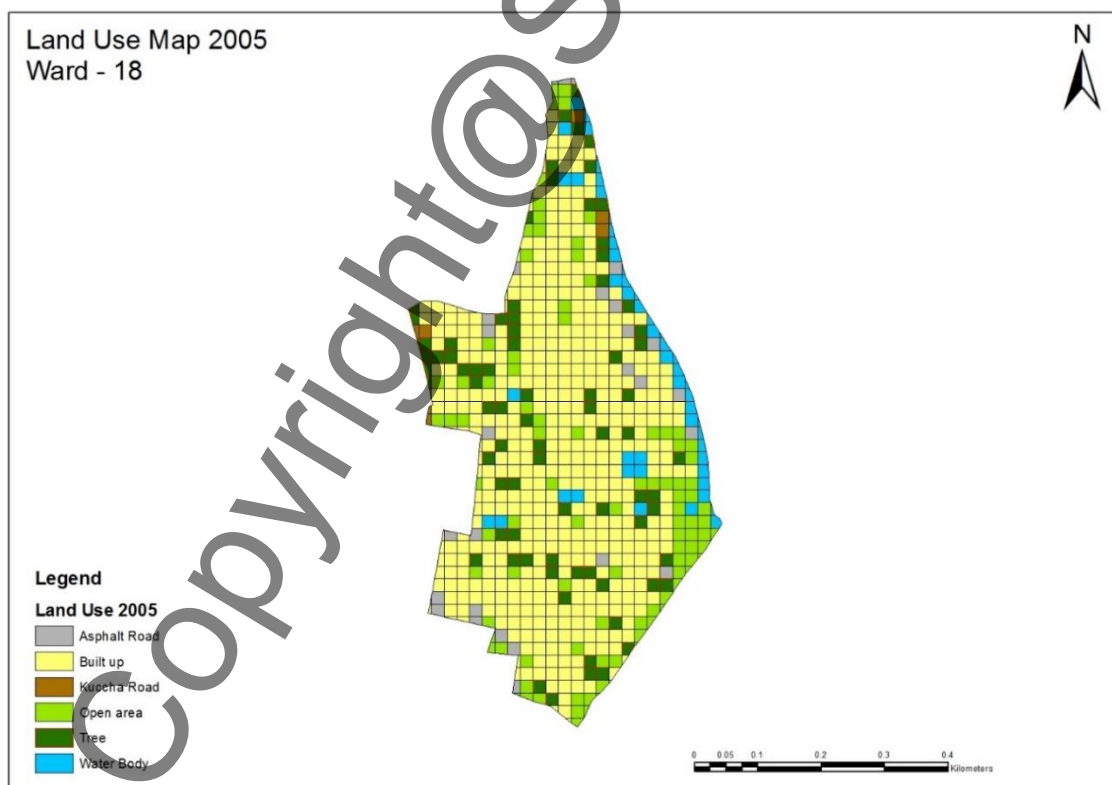 Land Use Map 2005
Ward - 18
N
Legend
Land Use 2005
Asphalt Road
Built up
Kuccha Road
Open area
Tree
Water Body
0 0.05 0.1 0.2 0.3 0.4
Kilometers
Copyright@S